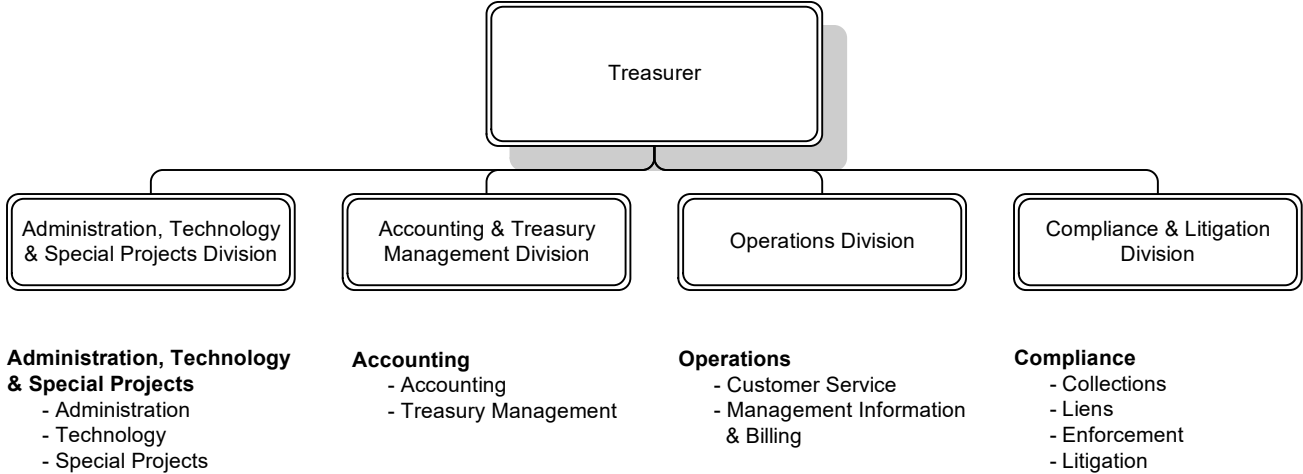 Treasurer
Administration, Technology
& Special Projects Division
Accounting & Treasury
Management Division
Operations Division
Compliance & Litigation
Division
Administration, Technology
& Special Projects
- Administration
- Technology
- Special Projects
Accounting
- Accounting
- Treasury Management
Operations
- Customer Service
- Management Information
& Billing
Compliance
- Collections
- Liens
- Enforcement
- Litigation